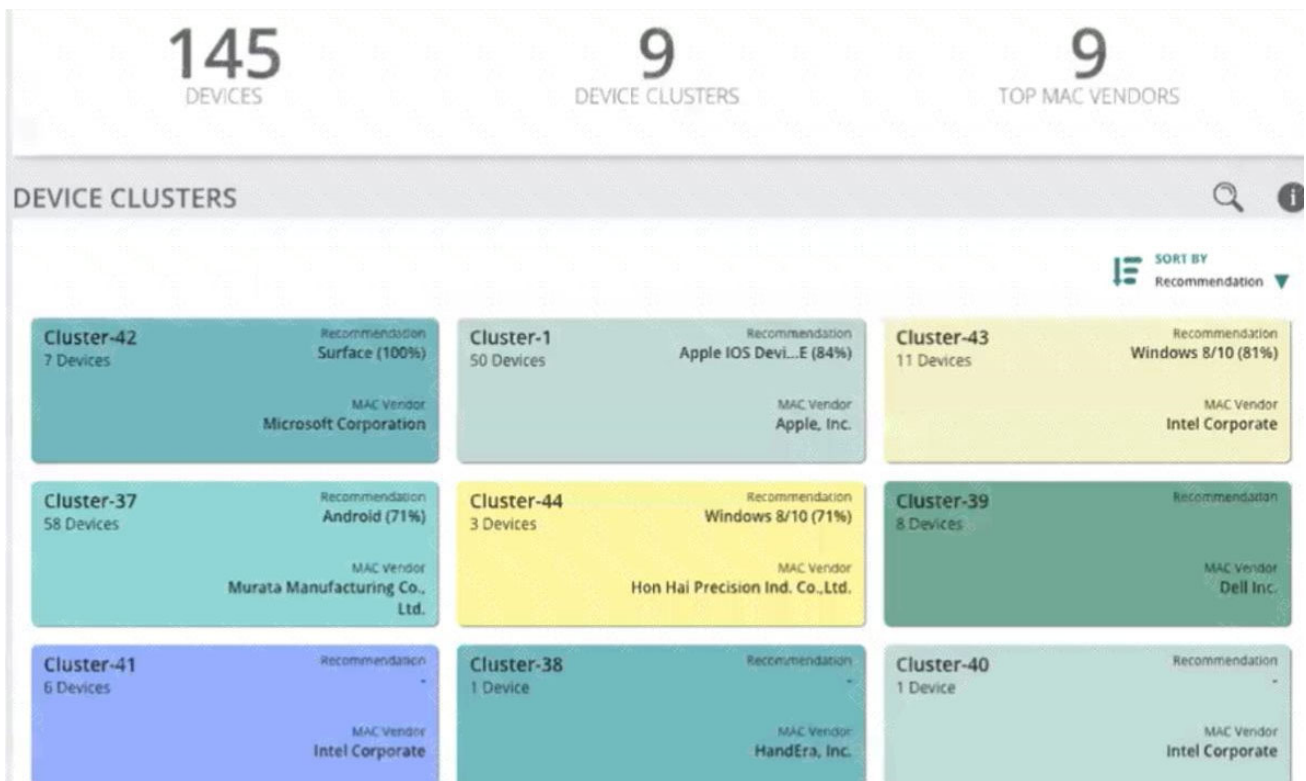 145
DEVICES
9
DEVICE CLUSTERS
9
TOP MAC VENDORS
DEVICE CLUSTERS
i
SORT BY
Recommendation
Cluster-42
7 Devices
Recommendation
Surface (100%)
MAC Vendor
Microsoft Corporation
Cluster-1
50 Devices
Recommendation
Apple IOS Devi...E (84%)
MAC Vendor
Apple, Inc.
Cluster-43
11 Devices
Recommendation
Windows 8/10 (81%)
MAC Vendor
Intel Corporate
Cluster-37
58 Devices
Recommendation
Android (71%)
MAC Vendor
Murata Manufacturing Co.,
Ltd.
Cluster-44
3 Devices
Recommendation
Windows 8/10 (71%)
MAC Vendor
Hon Hai Precision Ind. Co.,Ltd.
Cluster-39
8 Devices
Recommendation
MAC Vendor
Dell Inc.
Cluster-41
6 Devices
Recommendation
-
MAC Vendor
Intel Corporate
Cluster-38
1 Device
Recommendation
-
MAC Vendor
HandEra, Inc.
Cluster-40
1 Device
Recommendation
-
MAC Vendor
Intel Corporate